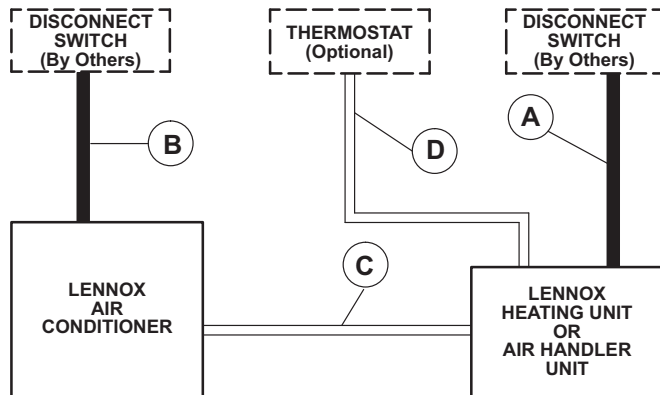 DISCONNECT
SWITCH
(By Others)
THERMOSTAT
(Optional)
DISCONNECT
SWITCH
(By Others)
B
D
A
C
LENNOX
AIR
CONDITIONER
LENNOX
HEATING UNIT
OR
AIR HANDLER
UNIT